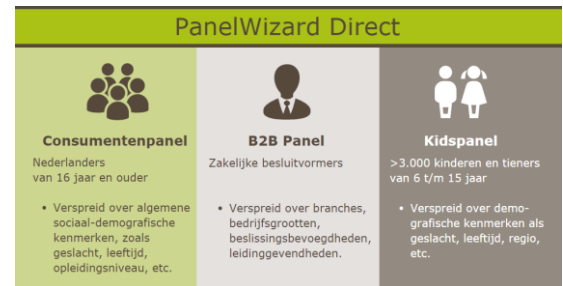 PanelWizard Direct
Consumentenpanel
Nederlanders
van 16 jaar en ouder
• Verspreid over algemene
sociaal-demografische
kenmerken, zoals
geslacht, leeftijd,
opleidingsniveau, etc.
B2B Panel
Zakelijke besluitvormers
• Verspreid over branches,
bedrijfsgrootten,
beslissingsbevoegdheden,
leidinggevendheden.
Kidspanel
>3.000 kinderen en tieners
van 6 t/m 15 jaar
• Verspreid over demo-
grafische kenmerken als
geslacht, leeftijd, regio,
etc.